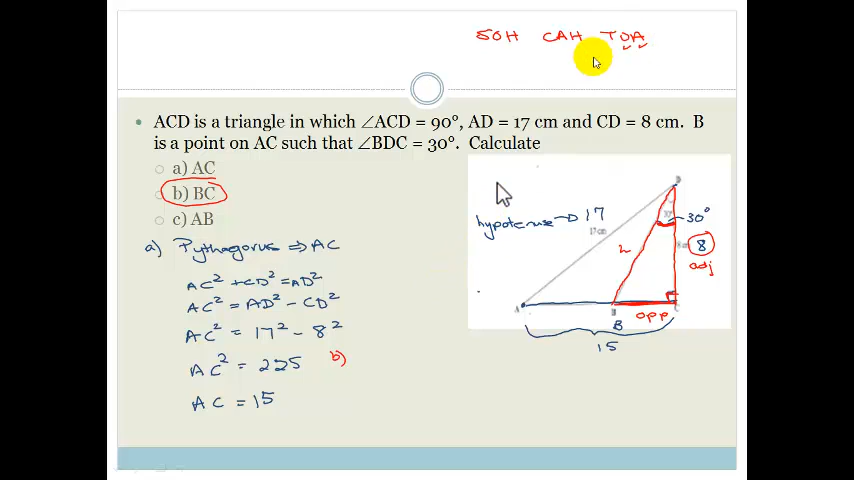 SOH CAH TOA
ACD is a triangle in which ∠ACD = 90°, AD = 17 cm and CD = 8 cm. B
is a point on AC such that ∠BDC = 30°. Calculate
a) AC
b) BC
c) AB
a) Pythagorus ⇒ AC
AC² + CD² = AD²
AC² = AD² - CD²
AC² = 17² - 8²
AC² = 225
AC = 15
b)
D
hypotenuse → 17
17cm
30°
h
8
adj
A
B
C
opp
B
15